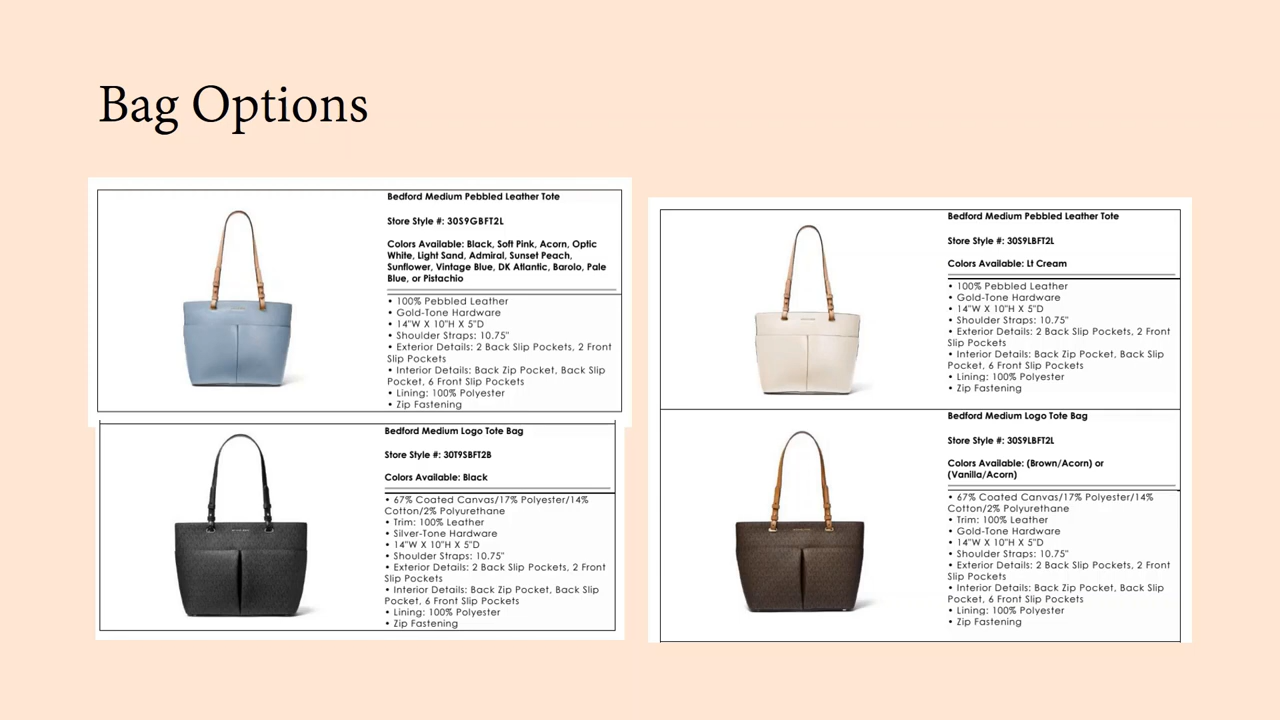 Bag Options
Bedford Medium Pebbled Leather Tote
Store Style #: 30S9GBFT2L
Colors Available: Black, Soft Pink, Acorn, Optic
White, Light Sand, Admiral, Sunset Peach,
Sunflower, Vintage Blue, DK Atlantic, Barolo, Pale
Blue, or Pistachio
• 100% Pebbled Leather
• Gold-Tone Hardware
• 14"W X 10"H X 5"D
• Shoulder Straps: 10.75"
• Exterior Details: 2 Back Slip Pockets, 2 Front
Slip Pockets
• Interior Details: Back Zip Pocket, Back Slip
Pocket, 6 Front Slip Pockets
• Lining: 100% Polyester
• Zip Fastening
Bedford Medium Logo Tote Bag
Store Style #: 30T9SBFT2B
Colors Available: Black
• 67% Coated Canvas/17% Polyester/14%
Cotton/2% Polyurethane
• Trim: 100% Leather
• Silver-Tone Hardware
• 14"W X 10"H X 5"D
• Shoulder Straps: 10.75"
• Exterior Details: 2 Back Slip Pockets, 2 Front
Slip Pockets
• Interior Details: Back Zip Pocket, Back Slip
Pocket, 6 Front Slip Pockets
• Lining: 100% Polyester
• Zip Fastening
Bedford Medium Pebbled Leather Tote
Store Style #: 30S9LBFT2L
Colors Available: Lt Cream
• 100% Pebbled Leather
• Gold-Tone Hardware
• 14"W X 10"H X 5"D
• Shoulder Straps: 10.75"
• Exterior Details: 2 Back Slip Pockets, 2 Front
Slip Pockets
• Interior Details: Back Zip Pocket, Back Slip
Pocket, 6 Front Slip Pockets
• Lining: 100% Polyester
• Zip Fastening
Bedford Medium Logo Tote Bag
Store Style #: 30S9LBFT2L
Colors Available: (Brown/Acorn) or
(Vanilla/Acorn)
• 67% Coated Canvas/17% Polyester/14%
Cotton/2% Polyurethane
• Trim: 100% Leather
• Gold-Tone Hardware
• 14"W X 10"H X 5"D
• Shoulder Straps: 10.75"
• Exterior Details: 2 Back Slip Pockets, 2 Front
Slip Pockets
• Interior Details: Back Zip Pocket, Back Slip
Pocket, 6 Front Slip Pockets
• Lining: 100% Polyester
• Zip Fastening